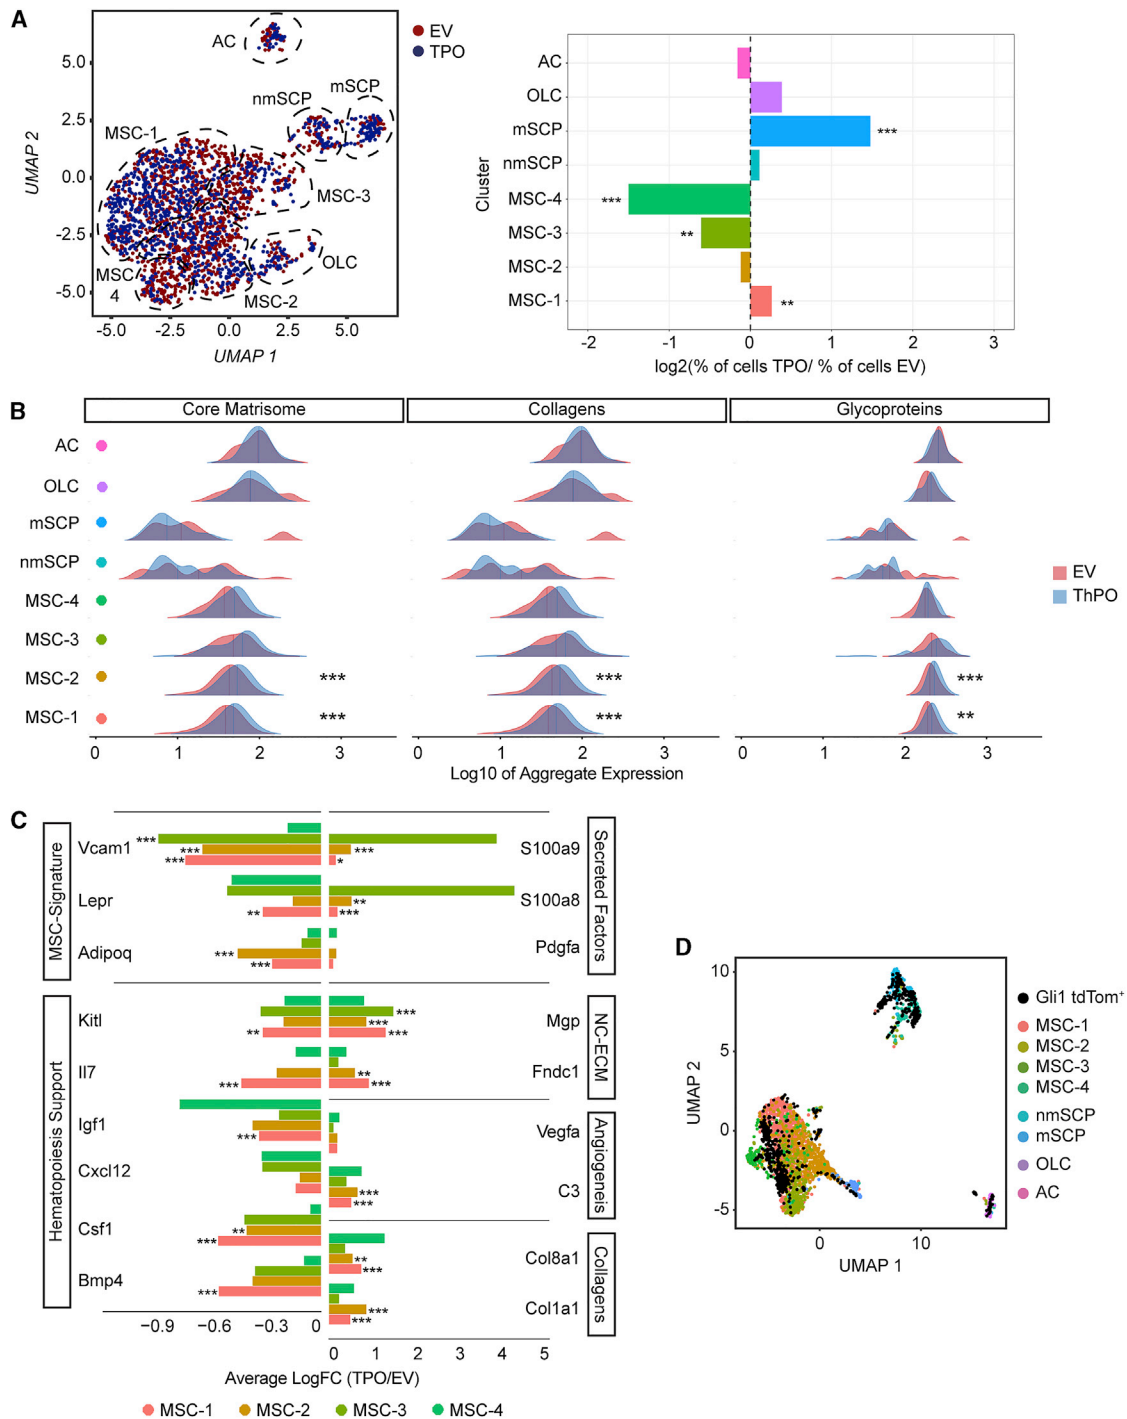 A
EV
TPO
AC
nmSCP
mSCP
MSC-1
MSC-3
OLC
MSC
4
MSC-2
5.0
2.5
0.0
-2.5
-5.0
UMAP 2
-5.0 -2.5 0.0 2.5 5.0
UMAP 1
Cluster
AC
OLC
mSCP ***
nmSCP
MSC-4 ***
MSC-3 **
MSC-2
MSC-1 **
-2 -1 0 1 2 3
log2(% of cells TPO/ % of cells EV)
B
Core Matrisome Collagens Glycoproteins
AC
OLC
mSCP
nmSCP
MSC-4
MSC-3
MSC-2 *** *** ***
MSC-1 *** *** **
EV
ThPO
0 1 2 3 0 1 2 3 0 1 2 3
Log10 of Aggregate Expression
C
MSC-Signature
Vcam1 *** *** ***
Lepr **
Adipoq *** ***
Hematopoiesis Support
Kitl **
Il7 ***
Igf1 ***
Cxcl12
Csf1 ** ***
Bmp4 ***
−0.9 −0.6 −0.3 0
*** * S100a9
** *** S100a8
Pdgfa
Secreted Factors
*** *** *** Mgp
** *** Fndc1
NC-ECM
Vegfa
*** *** C3
Angiogeneis
** *** Col8a1
*** *** Col1a1
Collagens
0 1 2 3 4 5
Average LogFC (TPO/EV)
MSC-1 MSC-2 MSC-3 MSC-4
D
10
5
0
-5
UMAP 2
0 10
UMAP 1
Gli1 tdTom+
MSC-1
MSC-2
MSC-3
MSC-4
nmSCP
mSCP
OLC
AC